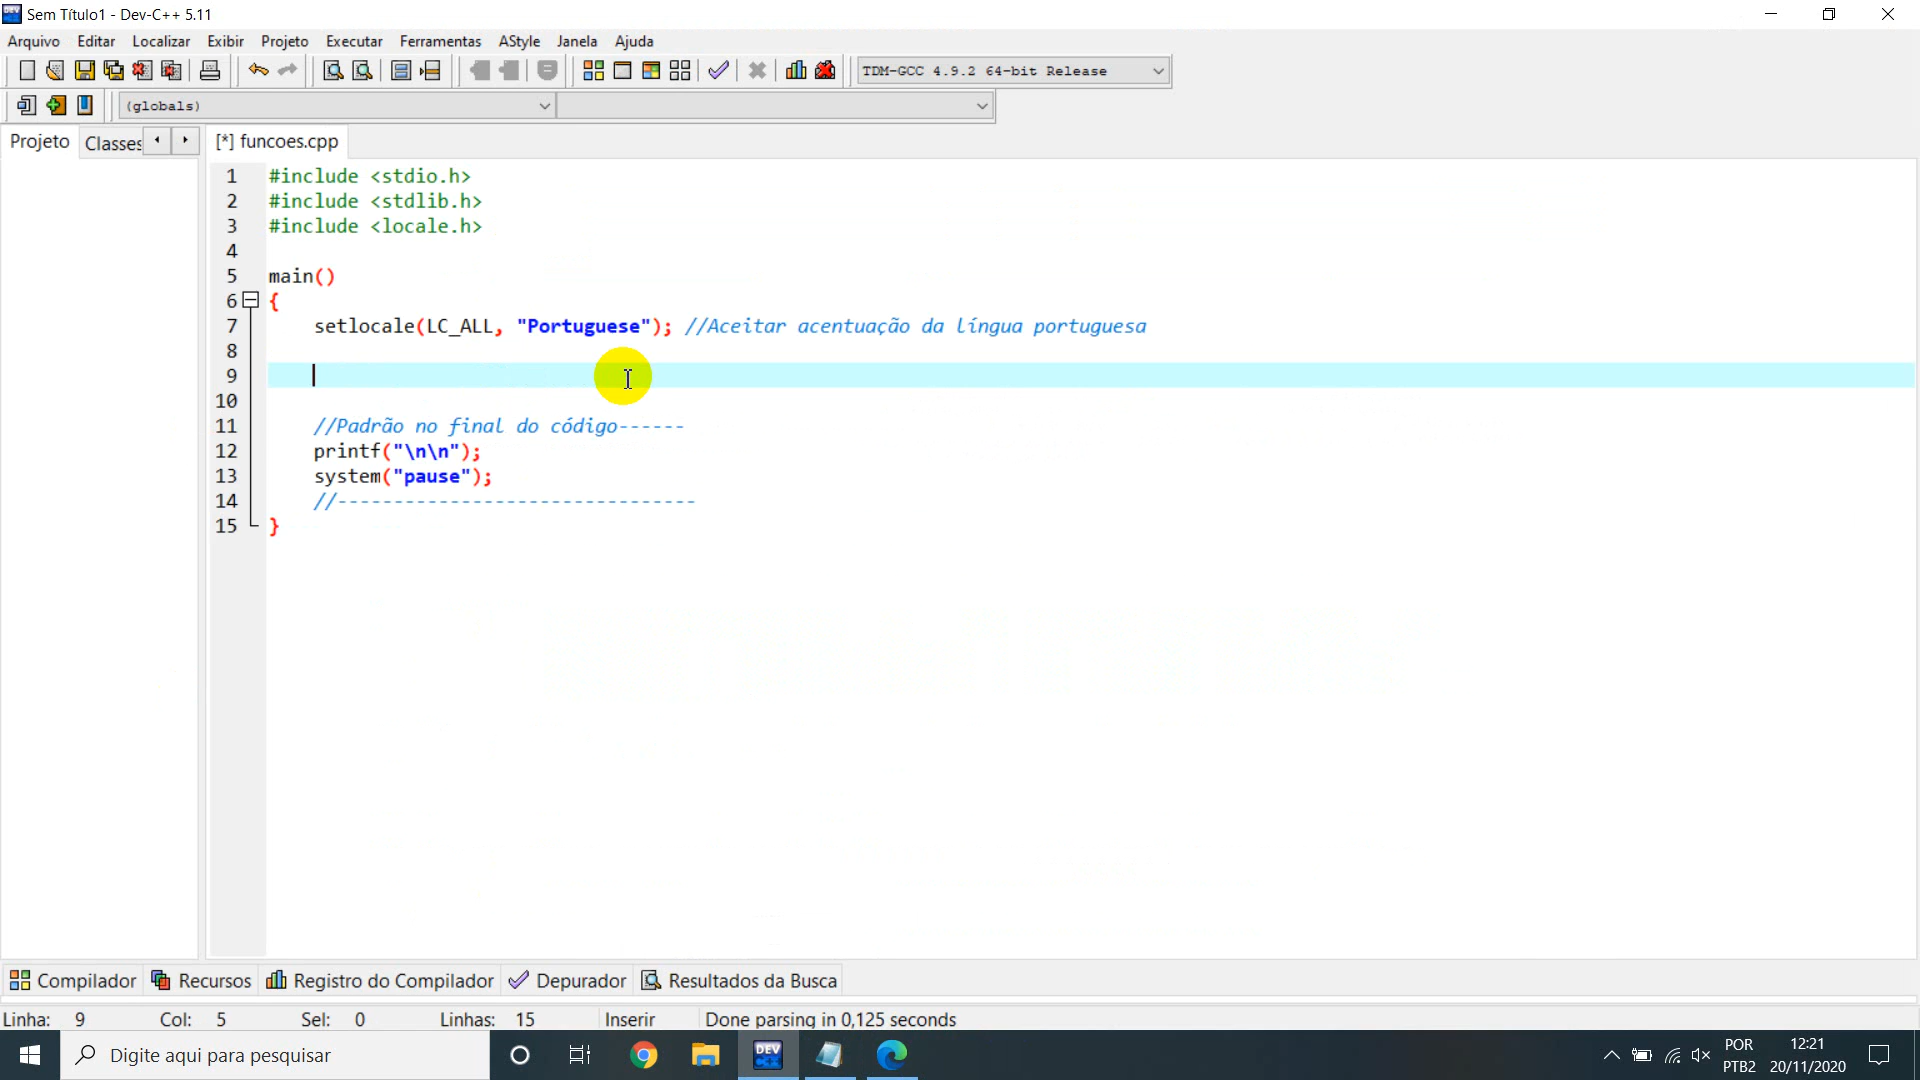 Sem Título1 - Dev-C++ 5.11
Arquivo Editar Localizar Exibir Projeto Executar Ferramentas AStyle Janela Ajuda
TDM-GCC 4.9.2 64-bit Release
(globals)
Projeto Classes [*] funcoes.cpp
1 #include <stdio.h>
2 #include <stdlib.h>
3 #include <locale.h>
4
5 main()
6 {
7 setlocale(LC_ALL, "Portuguese"); //Aceitar acentuação da língua portuguesa
8
9
10
11 //Padrão no final do código------
12 printf("\n\n");
13 system("pause");
14 //--------------------------------
15 }
Compilador Recursos Registro do Compilador Depurador Resultados da Busca
Linha: 9 Col: 5 Sel: 0 Linhas: 15 Inserir Done parsing in 0,125 seconds
Digite aqui para pesquisar
DEV
POR 12:21
PTB2 20/11/2020